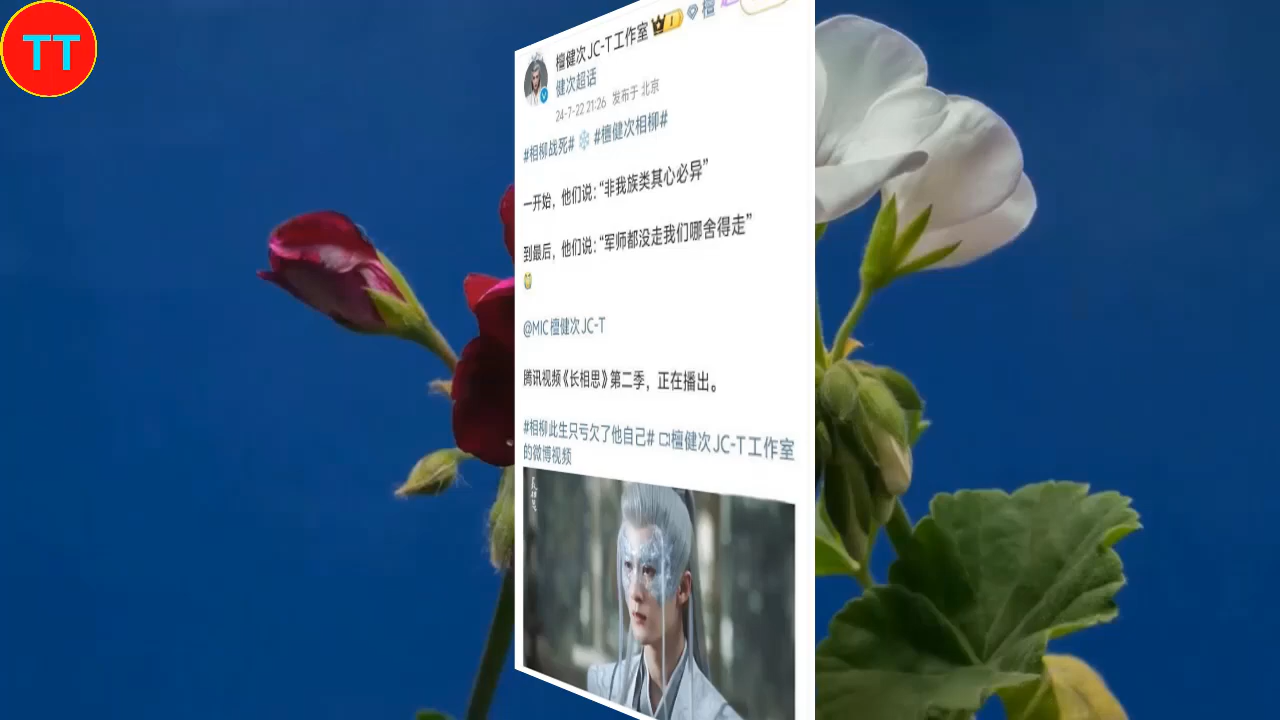 TT
檀健次JC-T工作室
健次超话
24-7-22 21:26 发布于 北京
#相柳战死# #檀健次相柳#
一开始，他们说：“非我族类其心必异”
到最后，他们说：“军师都没走我们哪舍得走”
@MIC檀健次JC-T
腾讯视频《长相思》第二季，正在播出。
#相柳此生只亏欠了他自己# 檀健次JC-T工作室
的微博视频
长相思